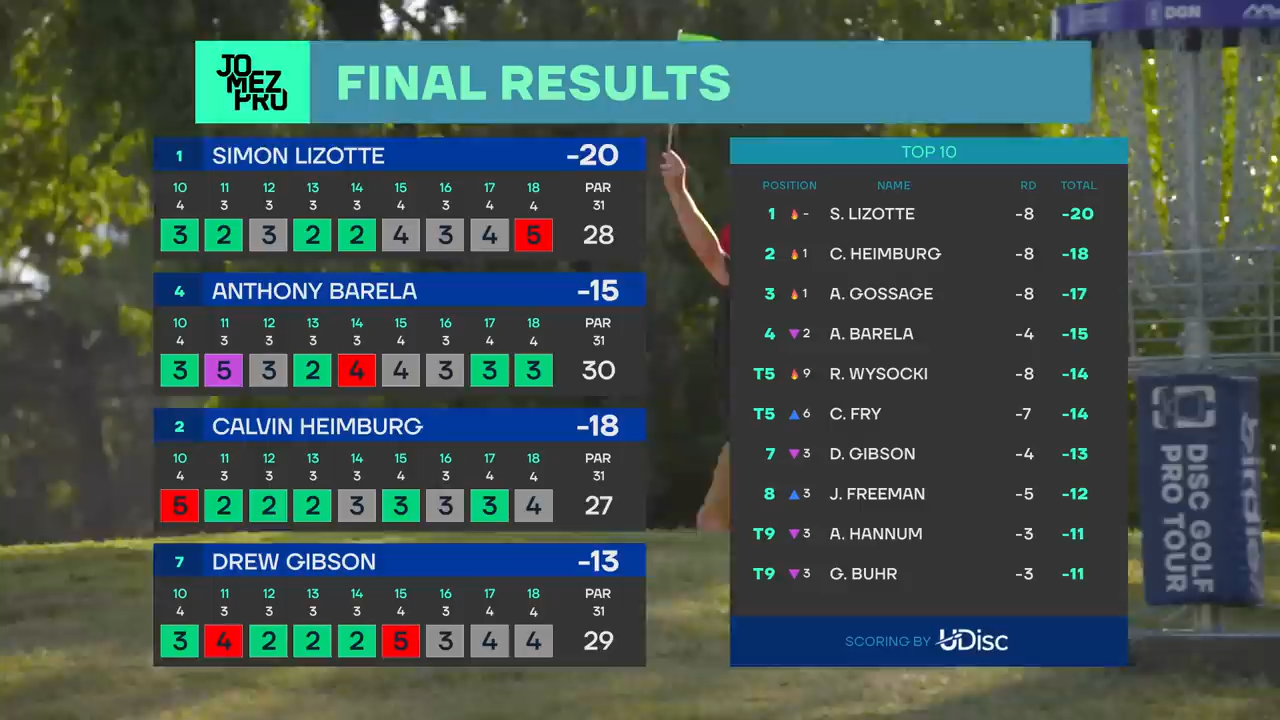 JO
MEZ
PRO
FINAL RESULTS
1 SIMON LIZOTTE -20
10 11 12 13 14 15 16 17 18 PAR
4 3 3 3 3 4 3 4 4 31
3 2 3 2 2 4 3 4 5 28
4 ANTHONY BARELA -15
10 11 12 13 14 15 16 17 18 PAR
4 3 3 3 3 4 3 4 4 31
3 5 3 2 4 4 3 3 3 30
2 CALVIN HEIMBURG -18
10 11 12 13 14 15 16 17 18 PAR
4 3 3 3 3 4 3 4 4 31
5 2 2 2 3 3 3 3 4 27
7 DREW GIBSON -13
10 11 12 13 14 15 16 17 18 PAR
4 3 3 3 3 4 3 4 4 31
3 4 2 2 2 5 3 4 4 29
TOP 10
POSITION NAME RD TOTAL
1 - S. LIZOTTE -8 -20
2 1 C. HEIMBURG -8 -18
3 1 A. GOSSAGE -8 -17
4 2 A. BARELA -4 -15
T5 9 R. WYSOCKI -8 -14
T5 6 C. FRY -7 -14
7 3 D. GIBSON -4 -13
8 3 J. FREEMAN -5 -12
T9 3 A. HANNUM -3 -11
T9 3 G. BUHR -3 -11
SCORING BY UDisc
DGN
DISC GOLF
PRO TOUR